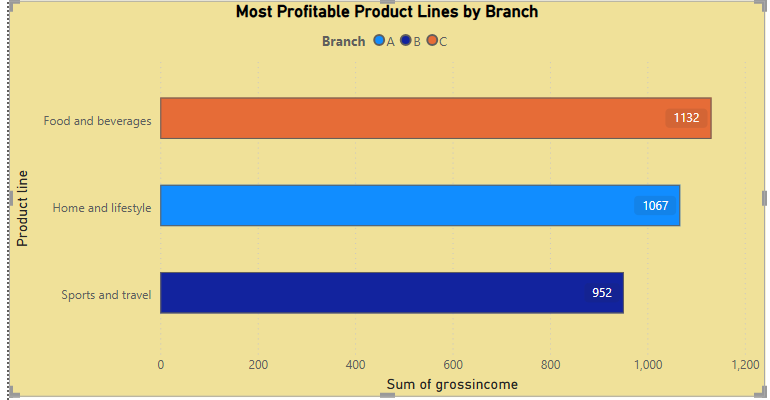 Most Profitable Product Lines by Branch
Branch A B C
Food and beverages 1132
Home and lifestyle 1067
Sports and travel 952
Product line
0 200 400 600 800 1,000 1,200
Sum of grossincome